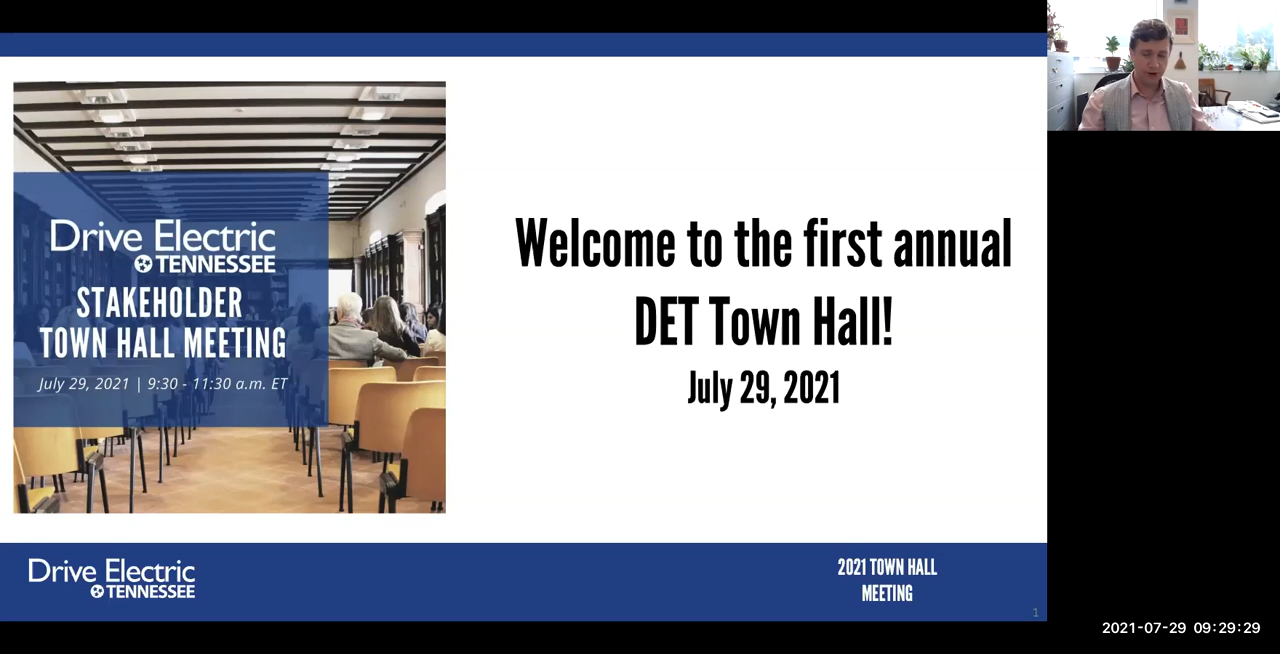 Drive Electric
TENNESSEE
STAKEHOLDER
TOWN HALL MEETING
July 29, 2021 | 9:30 - 11:30 a.m. ET
Welcome to the first annual
DET Town Hall!
July 29, 2021
Drive Electric
TENNESSEE
2021 TOWN HALL
MEETING
1
2021-07-29 09:29:29